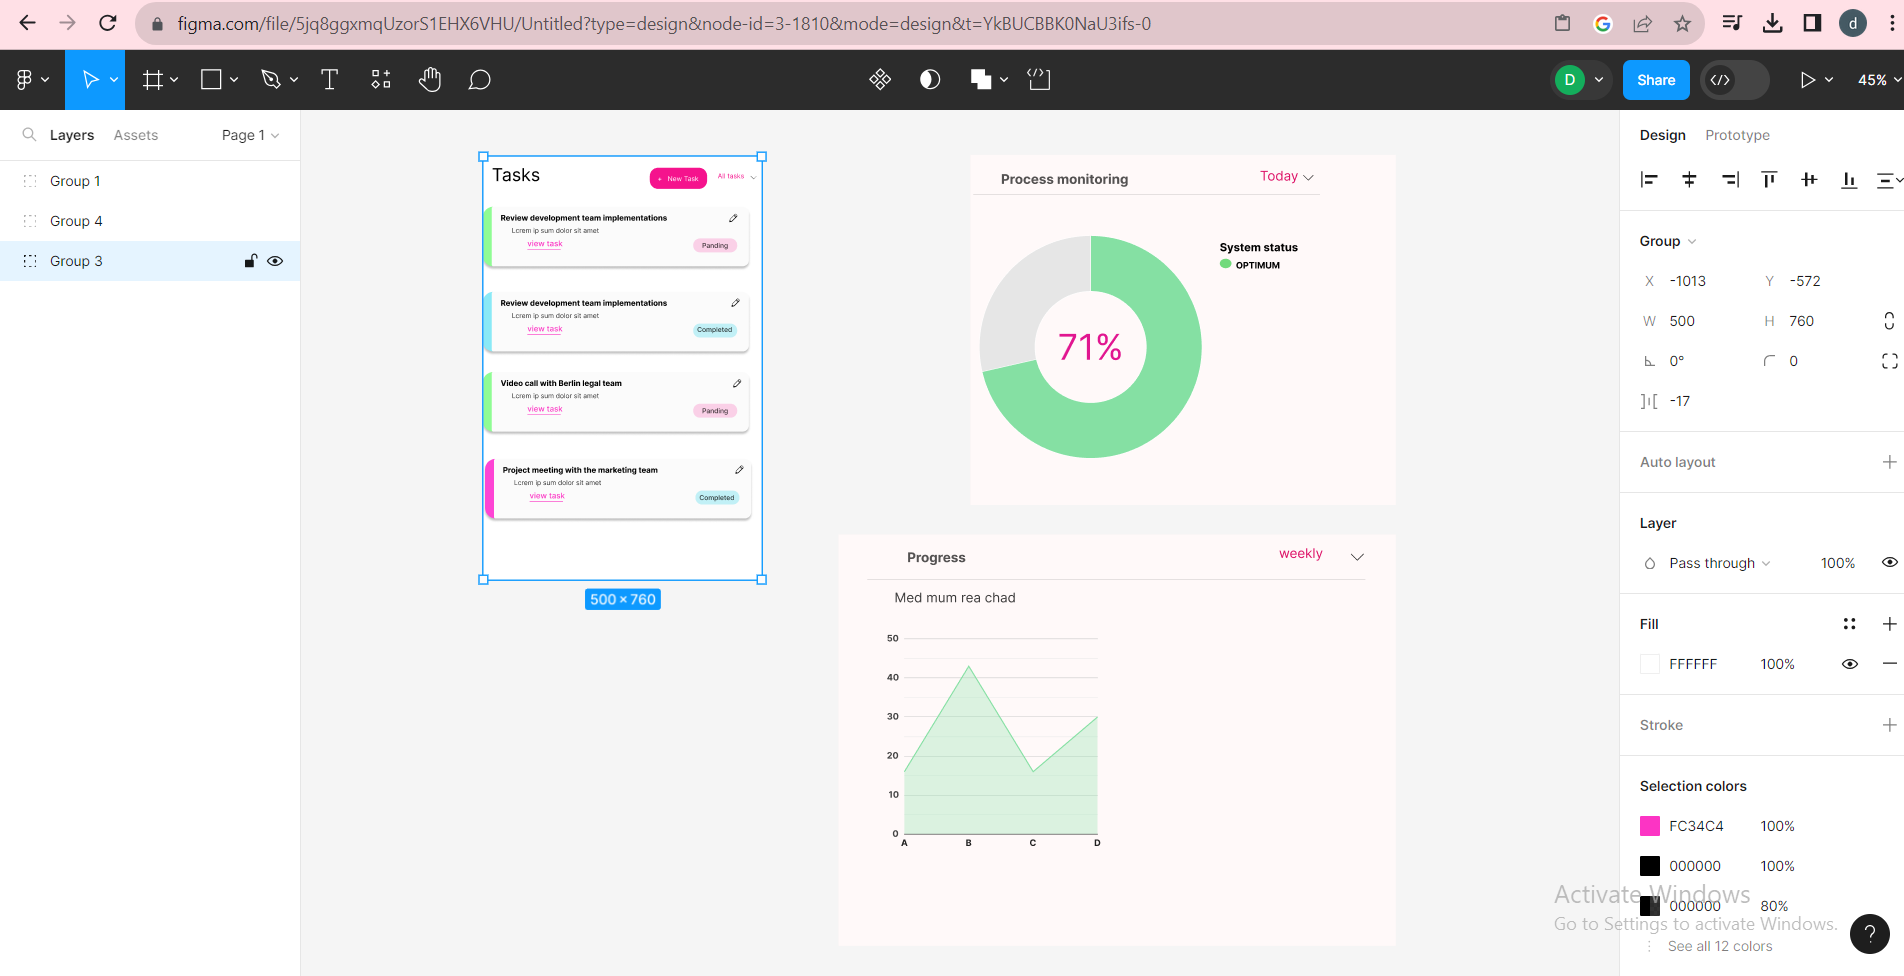 figma.com/file/5jq8ggxmqUzorS1EHX6VHU/Untitled?type=design&node-id=3-1810&mode=design&t=YkBUCBBK0NaU3ifs-0
d
D
Share
45%
Layers
Assets
Page 1
Group 1
Group 4
Group 3
Tasks
+ New Task
All tasks
Review development team implementations
Lorem ip sum dolor sit amet
view task
Panding
Review development team implementations
Lorem ip sum dolor sit amet
view task
Completed
Video call with Berlin legal team
Lorem ip sum dolor sit amet
view task
Panding
Project meeting with the marketing team
Lorem ip sum dolor sit amet
view task
Completed
500 × 760
Process monitoring
Today
System status
OPTIMUM
71%
Progress
weekly
Med mum rea chad
50
40
30
20
10
0
A B C D
Design
Prototype
Group
X -1013 Y -572
W 500 H 760
0° 0
-17
Auto layout
Layer
Pass through 100%
Fill
FFFFFF 100%
Stroke
Selection colors
FC34C4 100%
000000 100%
000000 80%
See all 12 colors
Activate Windows
Go to Settings to activate Windows.
?